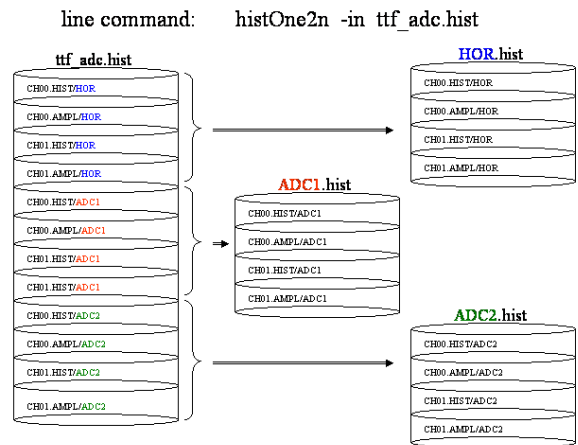 line command: histOne2n -in ttf_adc.hist
ttf_adc.hist
CH00.HIST/HOR
CH00.AMPL/HOR
CH01.HIST/HOR
CH01.AMPL/HOR
CH00.HIST/ADC1
CH00.AMPL/ADC1
CH01.HIST/ADC1
CH01.HIST/ADC1
CH00.HIST/ADC2
CH00.AMPL/ADC2
CH01.HIST/ADC2
CH01.AMPL/ADC2
ADC1.hist
CH00.HIST/ADC1
CH00.AMPL/ADC1
CH01.HIST/ADC1
CH01.AMPL/ADC1
HOR.hist
CH00.HIST/HOR
CH00.AMPL/HOR
CH01.HIST/HOR
CH01.AMPL/HOR
ADC2.hist
CH00.HIST/ADC2
CH00.AMPL/ADC2
CH01.HIST/ADC2
CH01.AMPL/ADC2